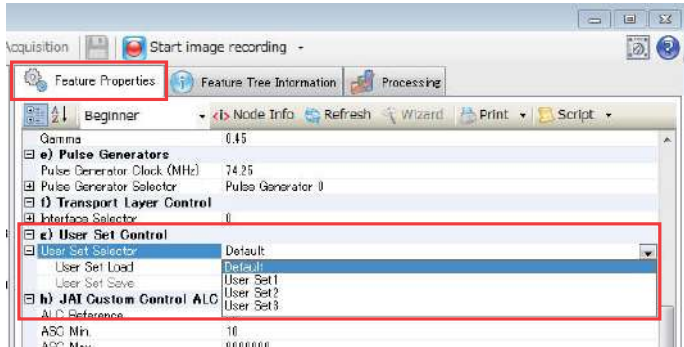 Acquisition Start image recording
Feature Properties Feature Tree Information Processing
Beginner <i> Node Info Refresh Wizard Print Script
Gamma 0.45
e) Pulse Generators
Pulse Generator Clock (MHz) 74.25
Pulse Generator Selector Pulse Generator 0
f) Transport Layer Control
Interface Selector 0
g) User Set Control
User Set Selector Default
User Set Load Default
User Set1
User Set Save User Set2
h) JAI Custom Control ALC User Set3
ALC Reference
ASC Min. 10